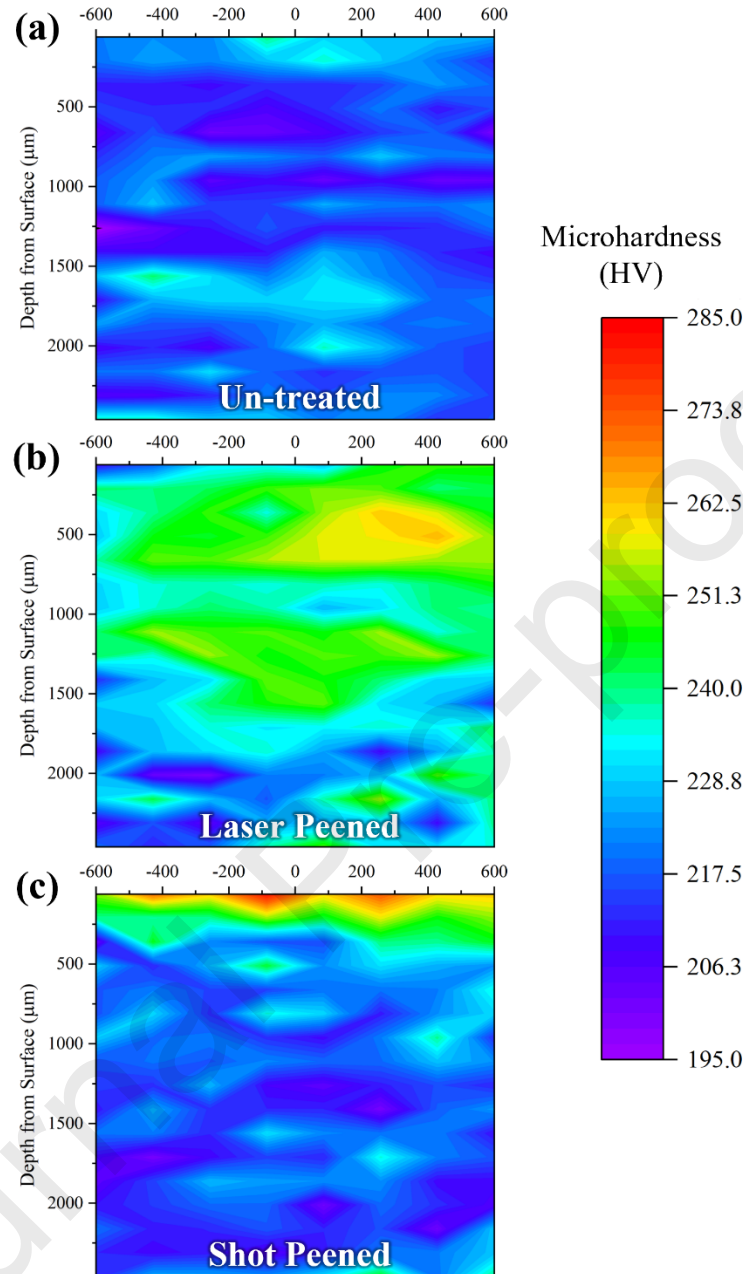 (a)
-600 -400 -200 0 200 400 600
Depth from Surface (μm)
500
1000
1500
2000
Un-treated
(b)
-600 -400 -200 0 200 400 600
Depth from Surface (μm)
500
1000
1500
2000
Laser Peened
(c)
-600 -400 -200 0 200 400 600
Depth from Surface (μm)
500
1000
1500
2000
Shot Peened
Microhardness
(HV)
285.0
273.8
262.5
251.3
240.0
228.8
217.5
206.3
195.0
urnal Pre-proo